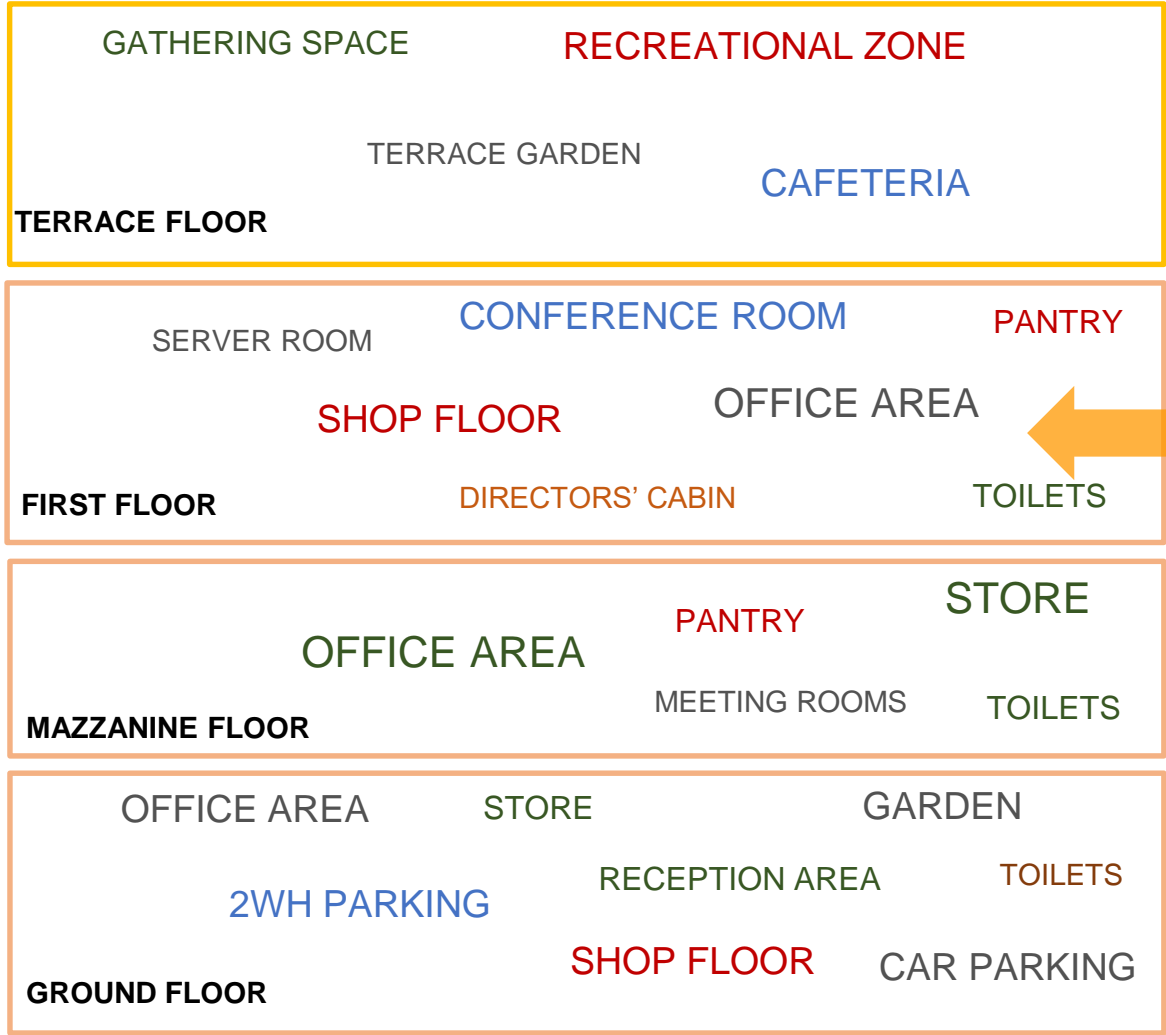 GATHERING SPACE
RECREATIONAL ZONE
TERRACE GARDEN
CAFETERIA
TERRACE FLOOR
CONFERENCE ROOM
PANTRY
SERVER ROOM
OFFICE AREA
SHOP FLOOR
DIRECTORS’ CABIN
TOILETS
FIRST FLOOR
STORE
PANTRY
OFFICE AREA
MEETING ROOMS
TOILETS
MAZZANINE FLOOR
OFFICE AREA
STORE
GARDEN
RECEPTION AREA
TOILETS
2WH PARKING
SHOP FLOOR
CAR PARKING
GROUND FLOOR